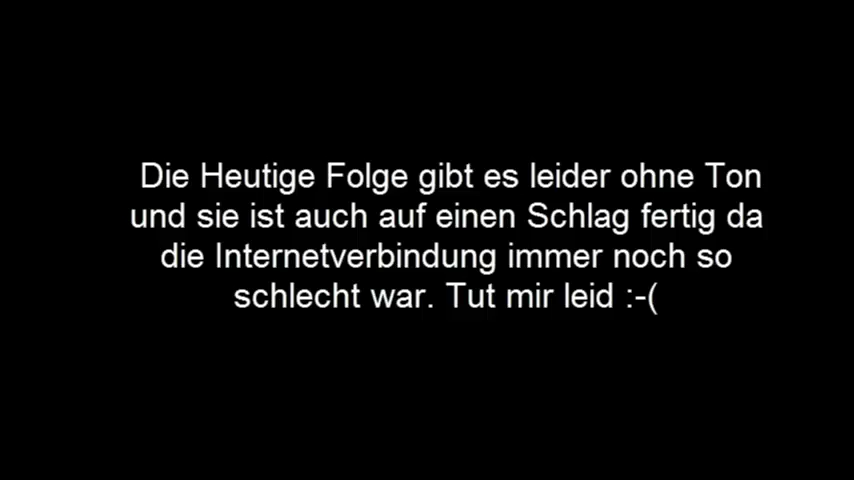 Die Heutige Folge gibt es leider ohne Ton
und sie ist auch auf einen Schlag fertig da
die Internetverbindung immer noch so
schlecht war. Tut mir leid :-(